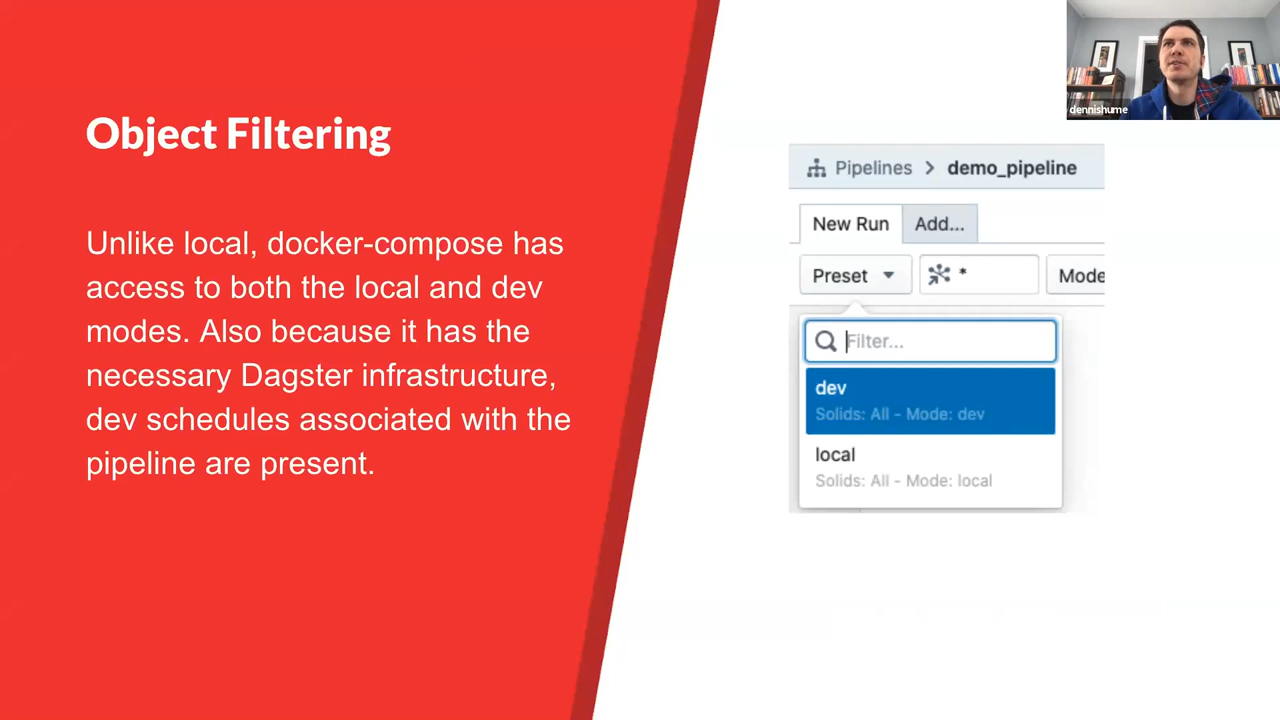 Object Filtering
Unlike local, docker-compose has
access to both the local and dev
modes. Also because it has the
necessary Dagster infrastructure,
dev schedules associated with the
pipeline are present.
dennishume
Pipelines > demo_pipeline
New Run Add...
Preset * Mode
Filter...
dev
Solids: All - Mode: dev
local
Solids: All - Mode: local